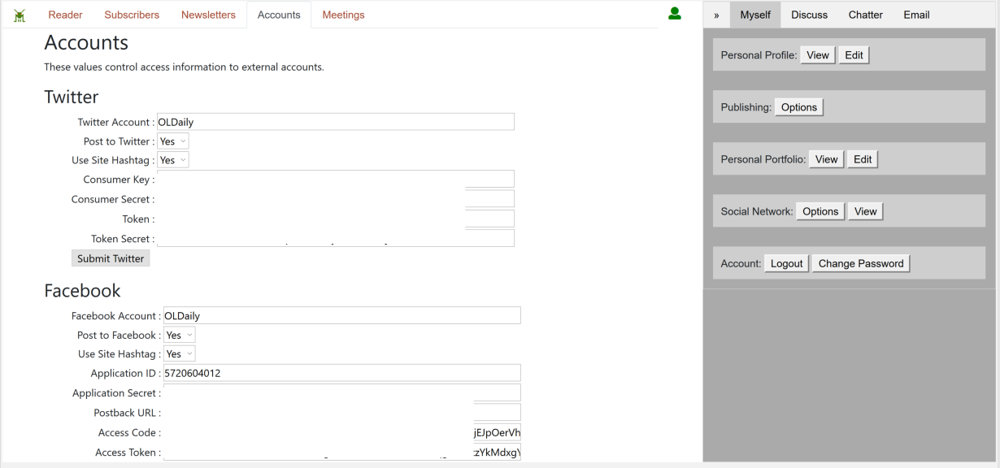 Reader Subscribers Newsletters Accounts Meetings
» Myself Discuss Chatter Email
Accounts
These values control access information to external accounts.
Twitter
Twitter Account : OLDaily
Post to Twitter : Yes
Use Site Hashtag : Yes
Consumer Key :
Consumer Secret :
Token :
Token Secret :
Submit Twitter
Facebook
Facebook Account : OLDaily
Post to Facebook : Yes
Use Site Hashtag : Yes
Application ID : 5720604012
Application Secret :
Postback URL :
Access Code : jEJpOerVh
Access Token :
Personal Profile: View Edit
Publishing: Options
Personal Portfolio: View Edit
Social Network: Options View
Account: Logout Change Password